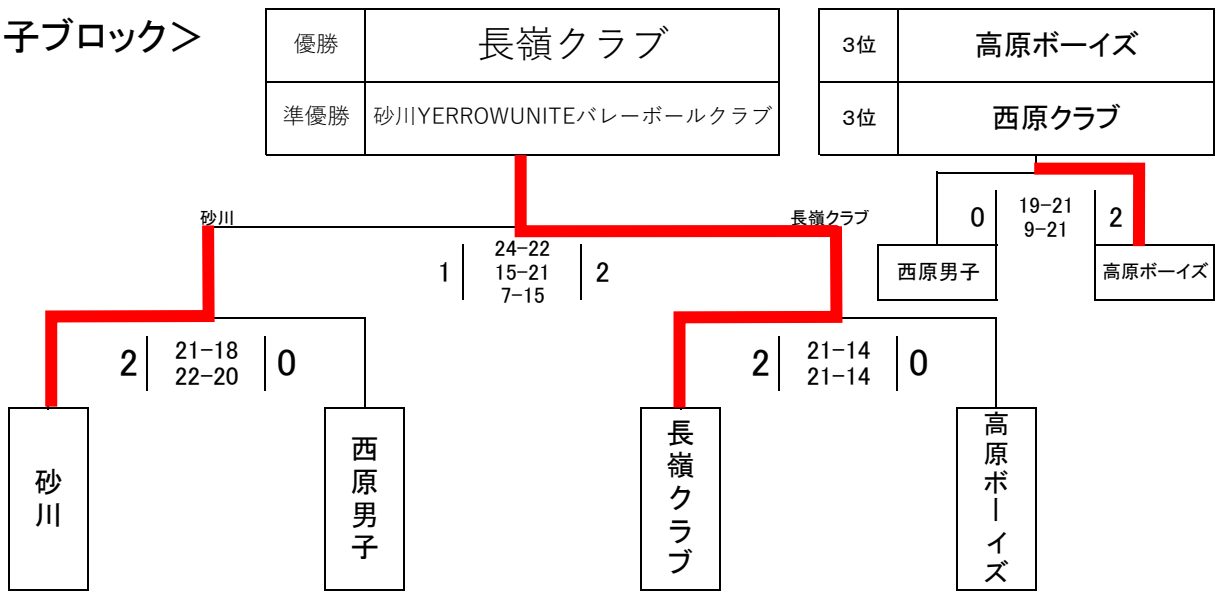 子ブロック＞
優勝 長嶺クラブ
準優勝 砂川YERROWUNITEバレーボールクラブ
3位 高原ボーイズ
3位 西原クラブ
砂川
長嶺クラブ
1 24-22 2
15-21
7-15
0 19-21 2
9-21
西原男子
高原ボーイズ
2 21-18 0
22-20
2 21-14 0
21-14
砂川
西原男子
長嶺クラブ
高原ボーイズ